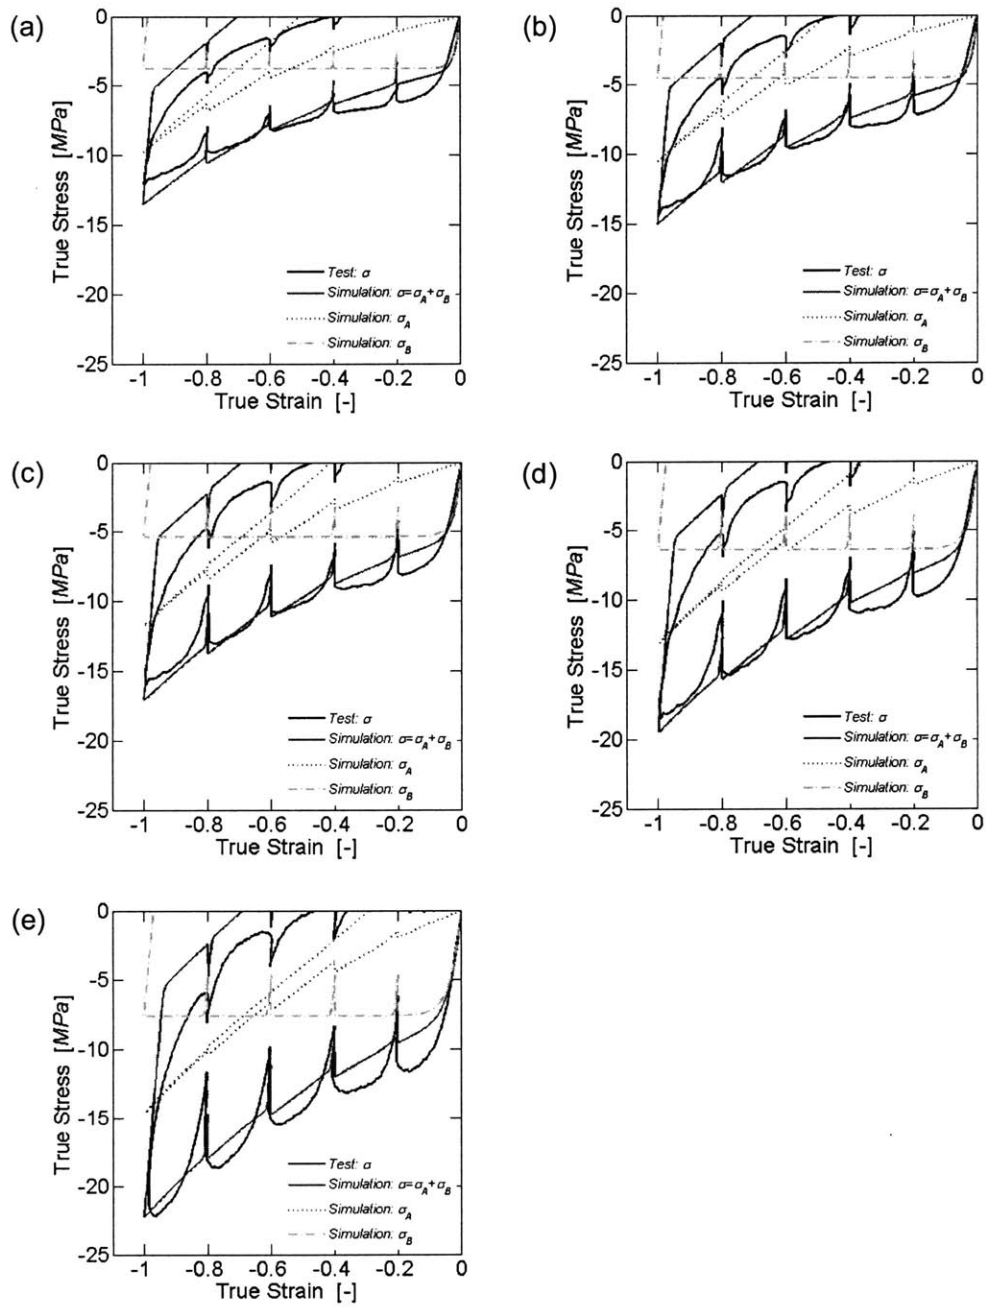 (a)
0
-5
-10
-15
-20
-25
True Stress [MPa]
Test: σ
Simulation: σ=σA+σB
Simulation: σA
Simulation: σB
-1 -0.8 -0.6 -0.4 -0.2 0
True Strain [-]
(b)
0
-5
-10
-15
-20
-25
True Stress [MPa]
Test: σ
Simulation: σ=σA+σB
Simulation: σA
Simulation: σB
-1 -0.8 -0.6 -0.4 -0.2 0
True Strain [-]
(c)
0
-5
-10
-15
-20
-25
True Stress [MPa]
Test: σ
Simulation: σ=σA+σB
Simulation: σA
Simulation: σB
-1 -0.8 -0.6 -0.4 -0.2 0
True Strain [-]
(d)
0
-5
-10
-15
-20
-25
True Stress [MPa]
Test: σ
Simulation: σ=σA+σB
Simulation: σA
Simulation: σB
-1 -0.8 -0.6 -0.4 -0.2 0
True Strain [-]
(e)
0
-5
-10
-15
-20
-25
True Stress [MPa]
Test: σ
Simulation: σ=σA+σB
Simulation: σA
Simulation: σB
-1 -0.8 -0.6 -0.4 -0.2 0
True Strain [-]